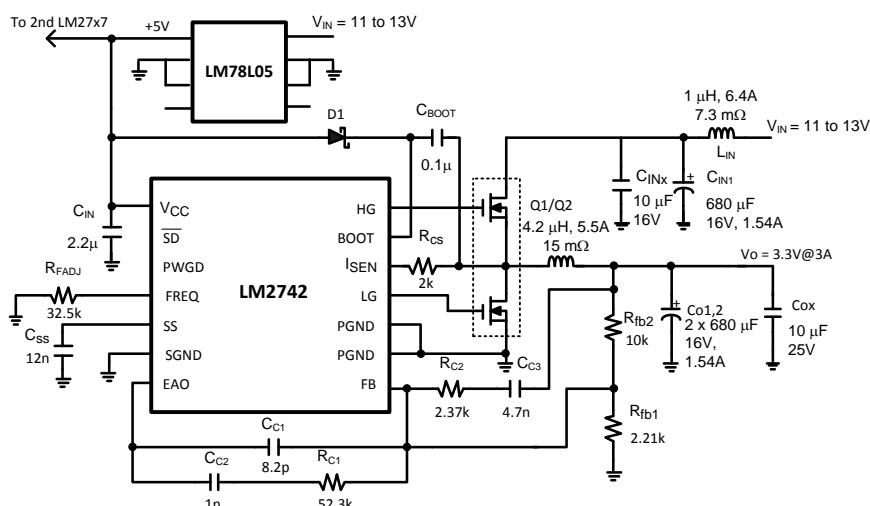 To 2nd LM27x7
+5V
V_IN = 11 to 13V
LM78L05
D1
C_BOOT
0.1µ
1 µH, 6.4A
7.3 mΩ
L_IN
V_IN = 11 to 13V
C_INx
10 µF
16V
C_IN1
+
680 µF
16V, 1.54A
C_IN
2.2µ
V_CC
SD
PWGD
FREQ
SS
SGND
EAO
LM2742
HG
BOOT
I_SEN
LG
PGND
PGND
FB
R_FADJ
32.5k
C_SS
12n
R_CS
2k
Q1/Q2
4.2 µH, 5.5A
15 mΩ
Vo = 3.3V@3A
R_fb2
10k
+
Co1,2
2 x 680 µF
16V,
1.54A
Cox
10 µF
25V
R_C2
2.37k
C_C3
4.7n
R_fb1
2.21k
C_C1
8.2p
C_C2
1n
R_C1
52.3k